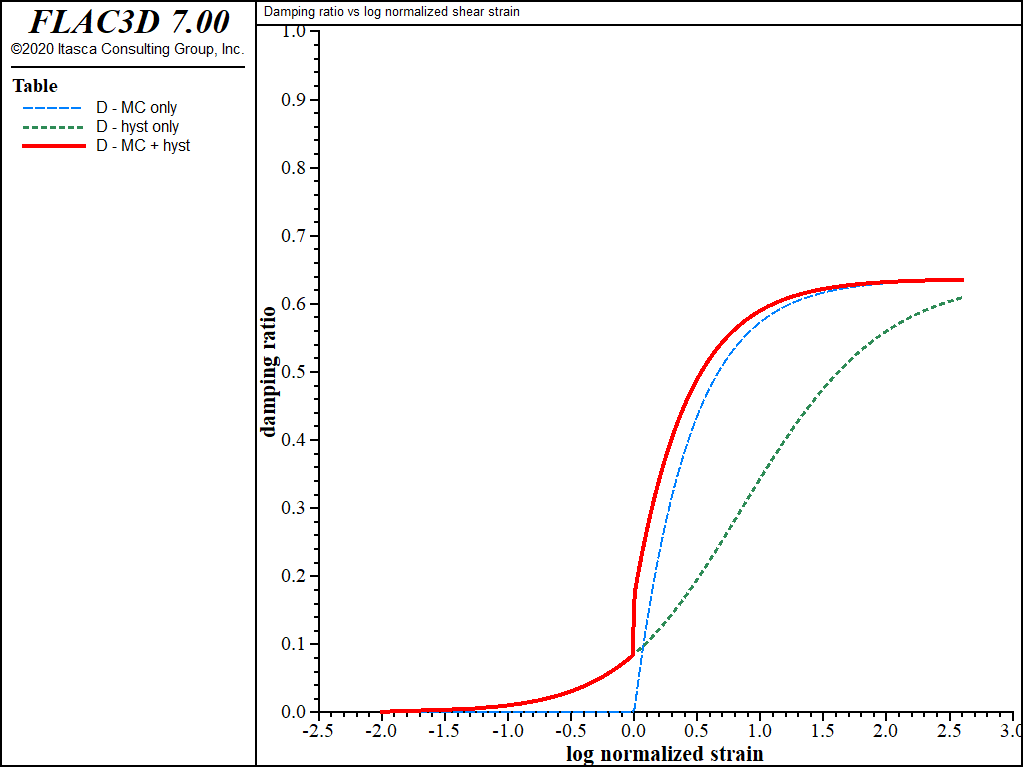 FLAC3D 7.00
©2020 Itasca Consulting Group, Inc.
Table
D - MC only
D - hyst only
D - MC + hyst
Damping ratio vs log normalized shear strain
1.0
0.9
0.8
0.7
0.6
0.5
0.4
0.3
0.2
0.1
0.0
damping ratio
-2.5 -2.0 -1.5 -1.0 -0.5 0.0 0.5 1.0 1.5 2.0 2.5 3.0
log normalized strain